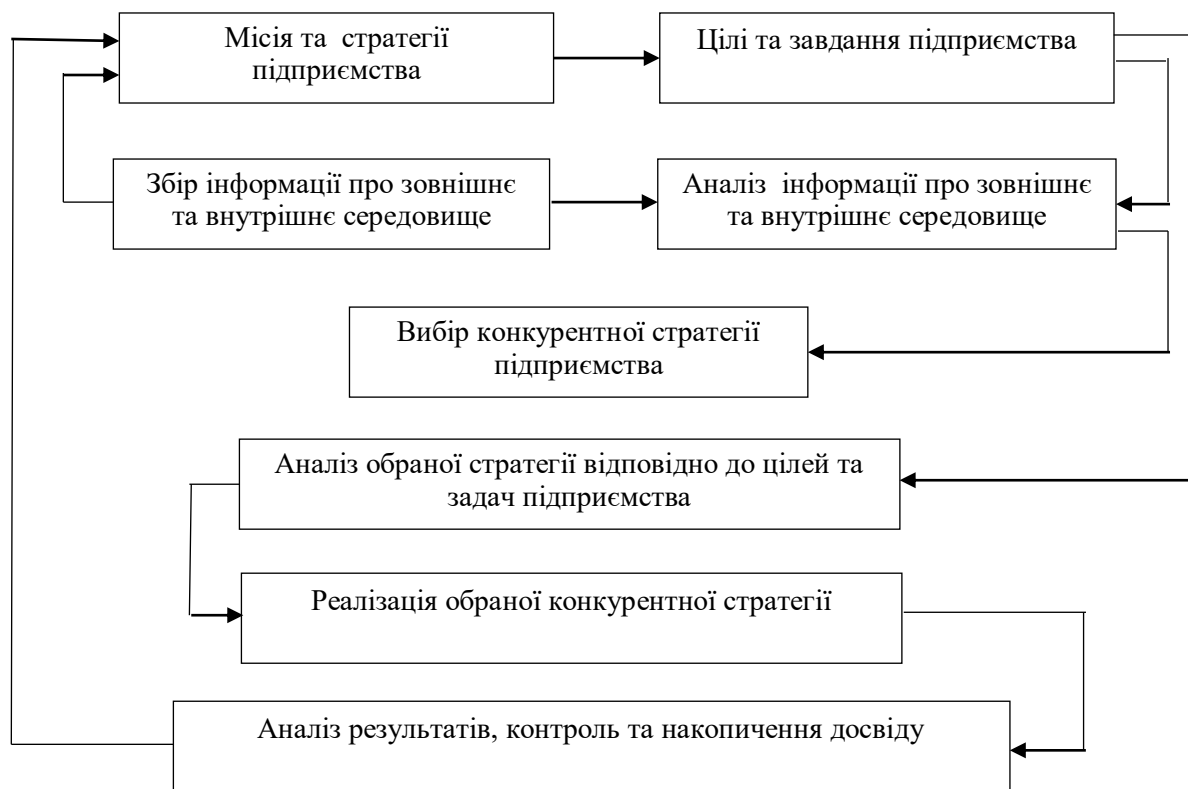 Місія та стратегії
підприємства
Цілі та завдання підприємства
Збір інформації про зовнішнє
та внутрішнє середовище
Аналіз інформації про зовнішнє
та внутрішнє середовище
Вибір конкурентної стратегії
підприємства
Аналіз обраної стратегії відповідно до цілей та
задач підприємства
Реалізація обраної конкурентної стратегії
Аналіз результатів, контроль та накопичення досвіду